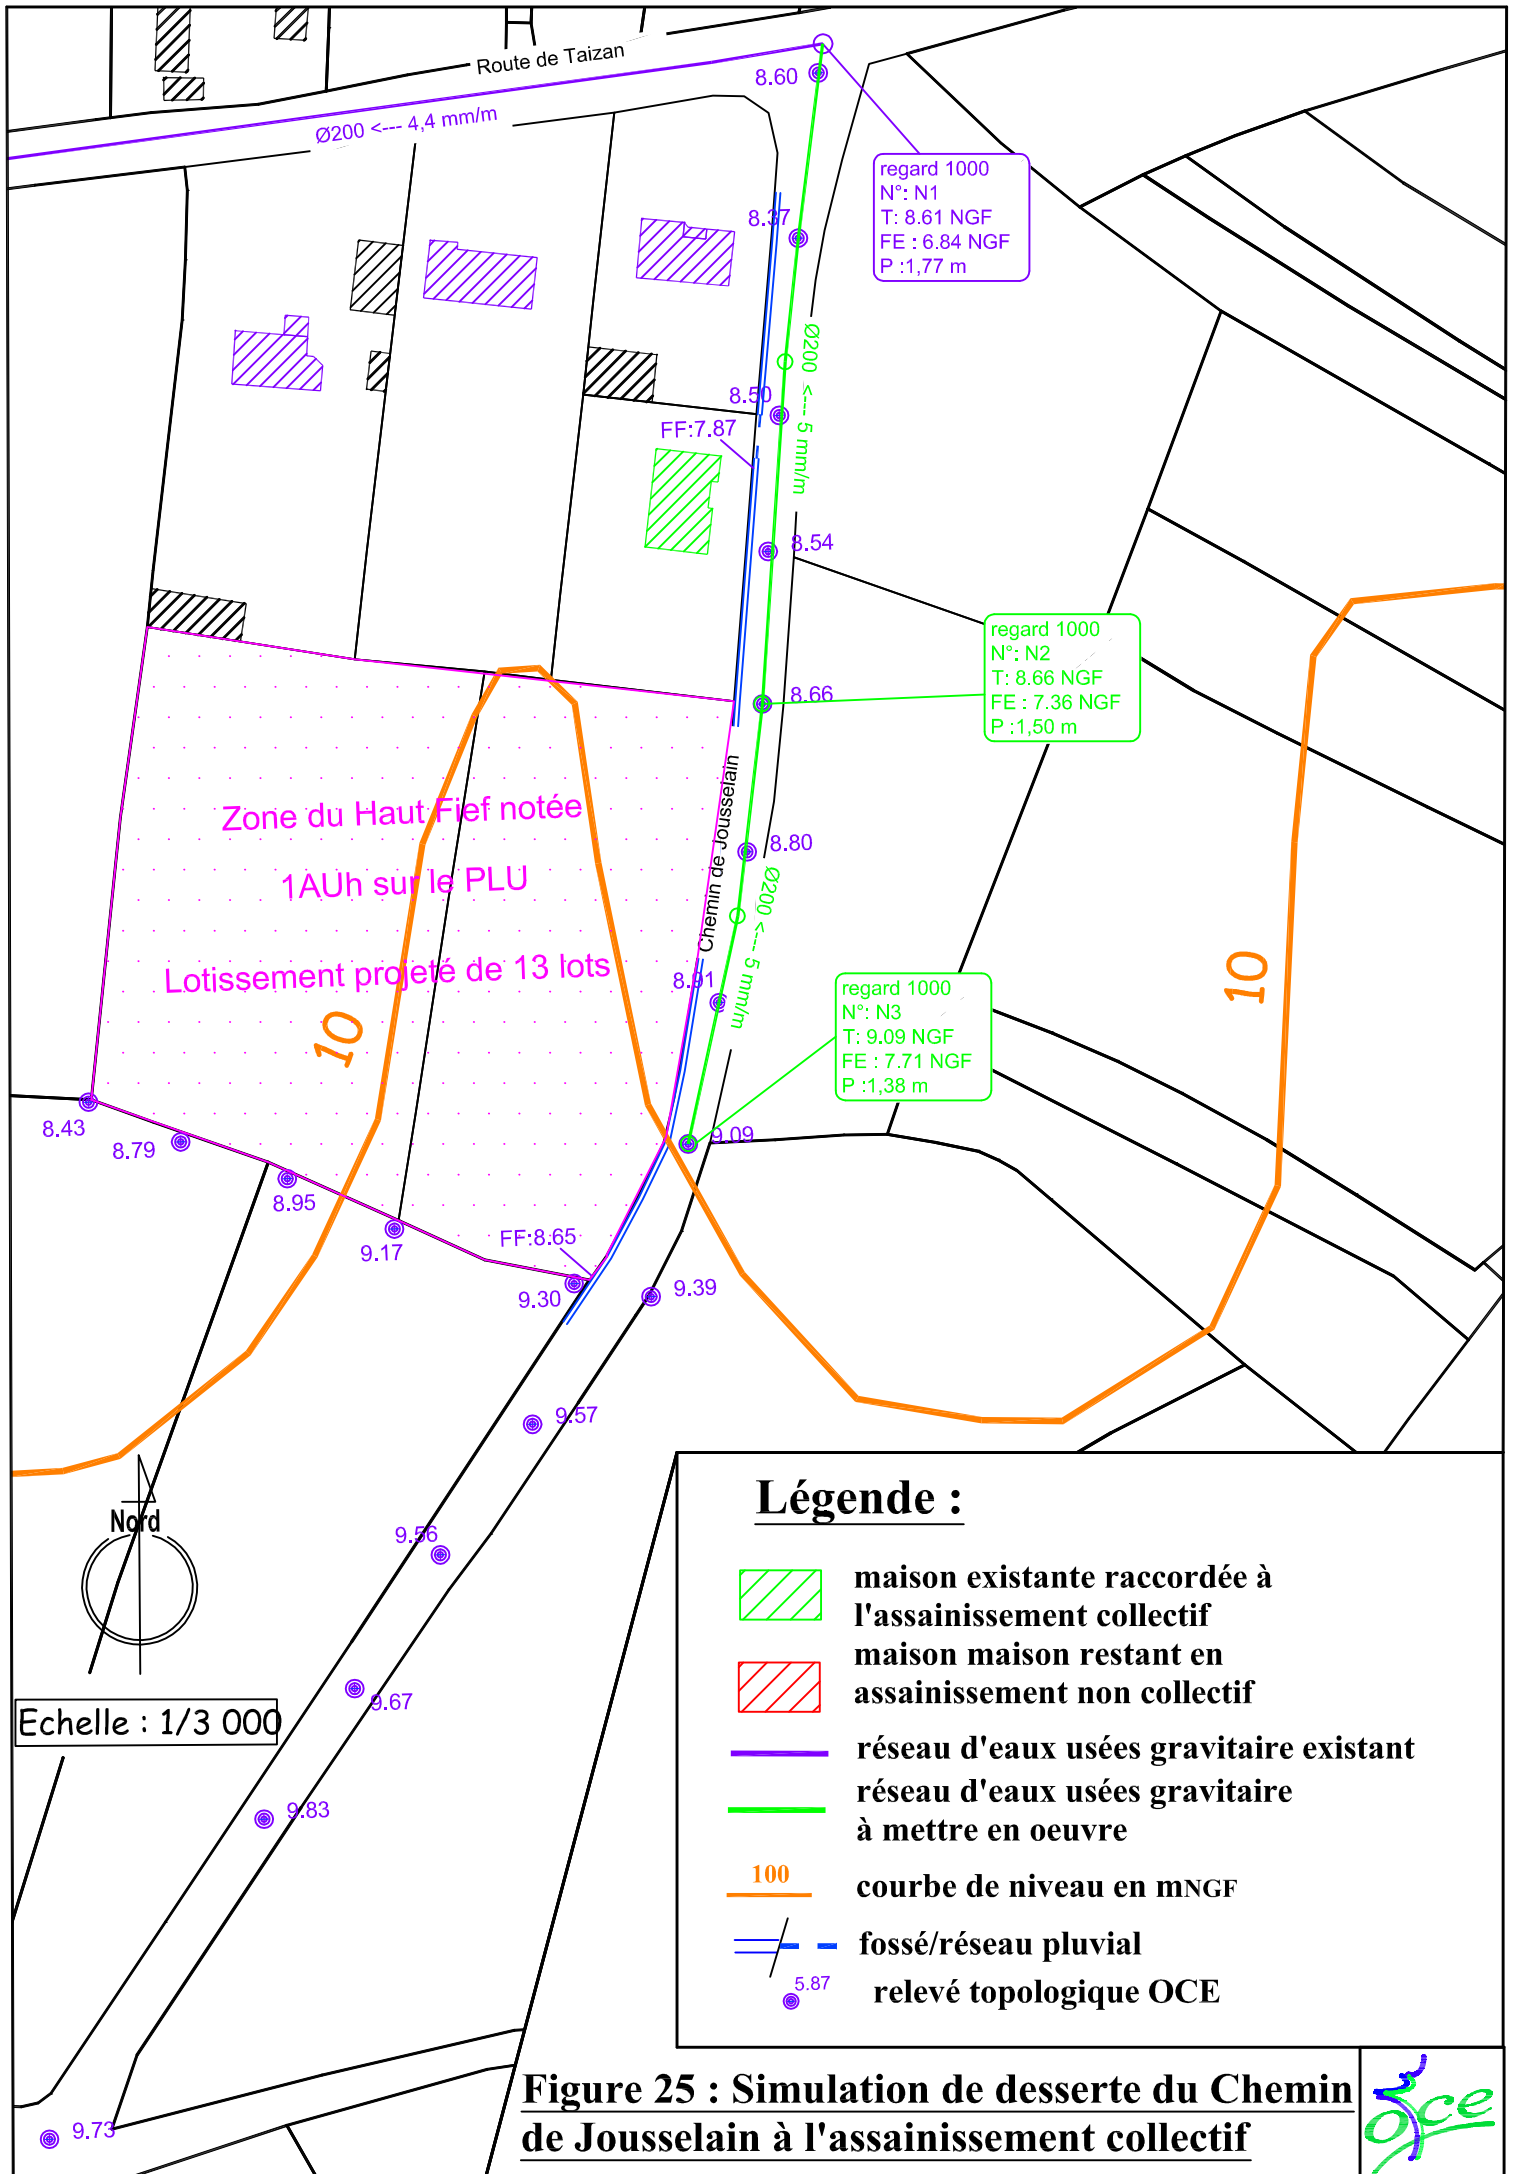 Route de Taizan
8.60
Ø200 <--- 4,4 mm/m
regard 1000
N°: N1
T: 8.61 NGF
FE : 6.84 NGF
P :1,77 m
8.37
Ø200 <--- 5 mm/m
8.50
FF:7.87
8.54
regard 1000
N°: N2
T: 8.66 NGF
FE : 7.36 NGF
P :1,50 m
8.66
Chemin de Jousselain
Zone du Haut Fief notée
1AUh sur le PLU
Lotissement projeté de 13 lots
8.80
Ø200 <--- 5 mm/m
8.91
10
10
regard 1000
N°: N3
T: 9.09 NGF
FE : 7.71 NGF
P :1,38 m
8.43
8.79
9.09
8.95
9.17
FF:8.65
9.30
9.39
9.57
Nord
9.56
9.67
Echelle : 1/3 000
9.83
9.73
Légende :
maison existante raccordée à
l'assainissement collectif
maison maison restant en
assainissement non collectif
réseau d'eaux usées gravitaire existant
réseau d'eaux usées gravitaire
à mettre en oeuvre
100
courbe de niveau en mNGF
fossé/réseau pluvial
5.87
relevé topologique OCE
Figure 25 : Simulation de desserte du Chemin
de Jousselain à l'assainissement collectif
oce